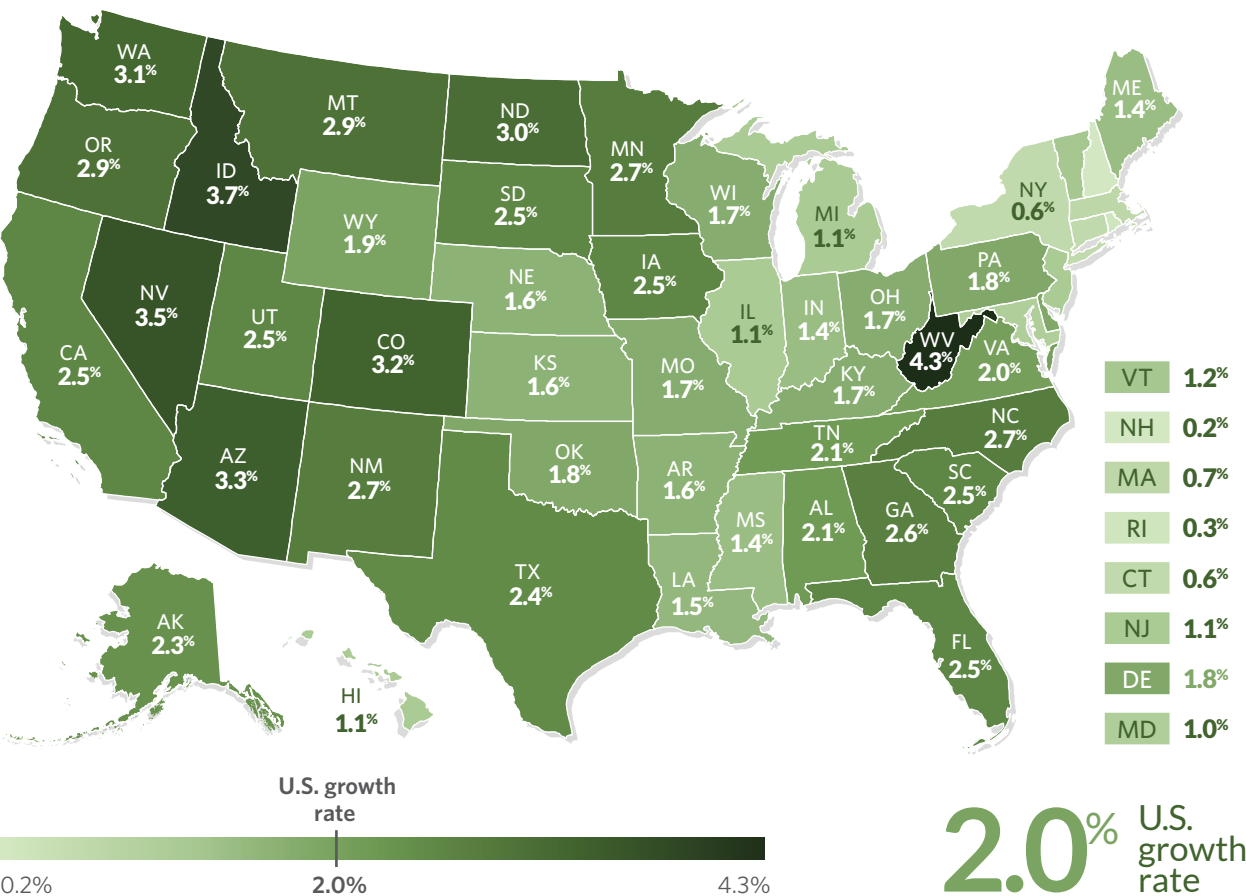 WA
3.1%
OR
2.9%
ID
3.7%
MT
2.9%
ND
3.0%
MN
2.7%
SD
2.5%
WY
1.9%
WI
1.7%
MI
1.1%
NY
0.6%
ME
1.4%
NV
3.5%
UT
2.5%
CA
2.5%
CO
3.2%
NE
1.6%
IA
2.5%
IL
1.1%
IN
1.4%
OH
1.7%
PA
1.8%
KS
1.6%
MO
1.7%
KY
1.7%
WV
4.3%
VA
2.0%
AZ
3.3%
NM
2.7%
OK
1.8%
AR
1.6%
TN
2.1%
NC
2.7%
SC
2.5%
MS
1.4%
AL
2.1%
GA
2.6%
TX
2.4%
LA
1.5%
FL
2.5%
AK
2.3%
HI
1.1%
VT 1.2%
NH 0.2%
MA 0.7%
RI 0.3%
CT 0.6%
NJ 1.1%
DE 1.8%
MD 1.0%
U.S. growth
rate
0.2% 2.0% 4.3%
2.0%
U.S.
growth
rate